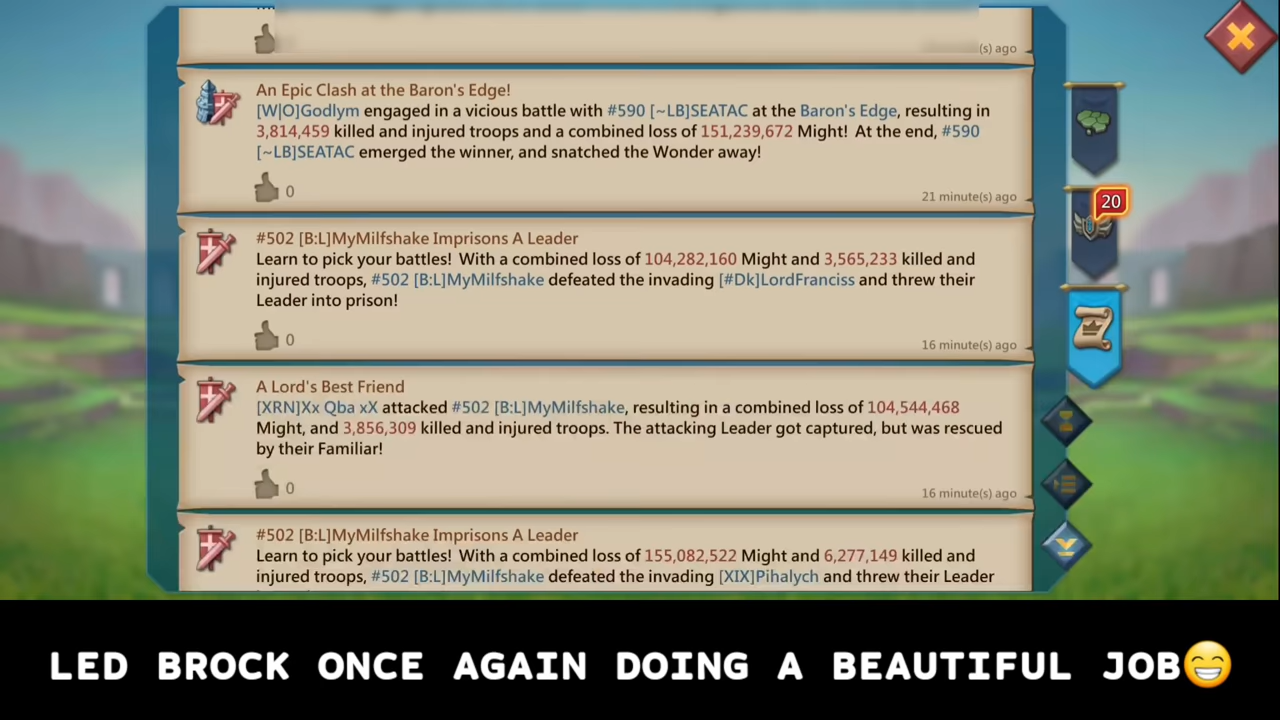 (s) ago
An Epic Clash at the Baron's Edge!
[W|O]Godlym engaged in a vicious battle with #590 [~LB]SEATAC at the Baron's Edge, resulting in
3,814,459 killed and injured troops and a combined loss of 151,239,672 Might! At the end, #590
[~LB]SEATAC emerged the winner, and snatched the Wonder away!
0
21 minute(s) ago
20
#502 [B:L]MyMilfshake Imprisons A Leader
Learn to pick your battles! With a combined loss of 104,282,160 Might and 3,565,233 killed and
injured troops, #502 [B:L]MyMilfshake defeated the invading [#Dk]LordFranciss and threw their
Leader into prison!
0
16 minute(s) ago
A Lord's Best Friend
[XRN]Xx Qba xX attacked #502 [B:L]MyMilfshake, resulting in a combined loss of 104,544,468
Might, and 3,856,309 killed and injured troops. The attacking Leader got captured, but was rescued
by their Familiar!
0
16 minute(s) ago
#502 [B:L]MyMilfshake Imprisons A Leader
Learn to pick your battles! With a combined loss of 155,082,522 Might and 6,277,149 killed and
injured troops, #502 [B:L]MyMilfshake defeated the invading [XIX]Pihalych and threw their Leader
LED BROCK ONCE AGAIN DOING A BEAUTIFUL JOB😁